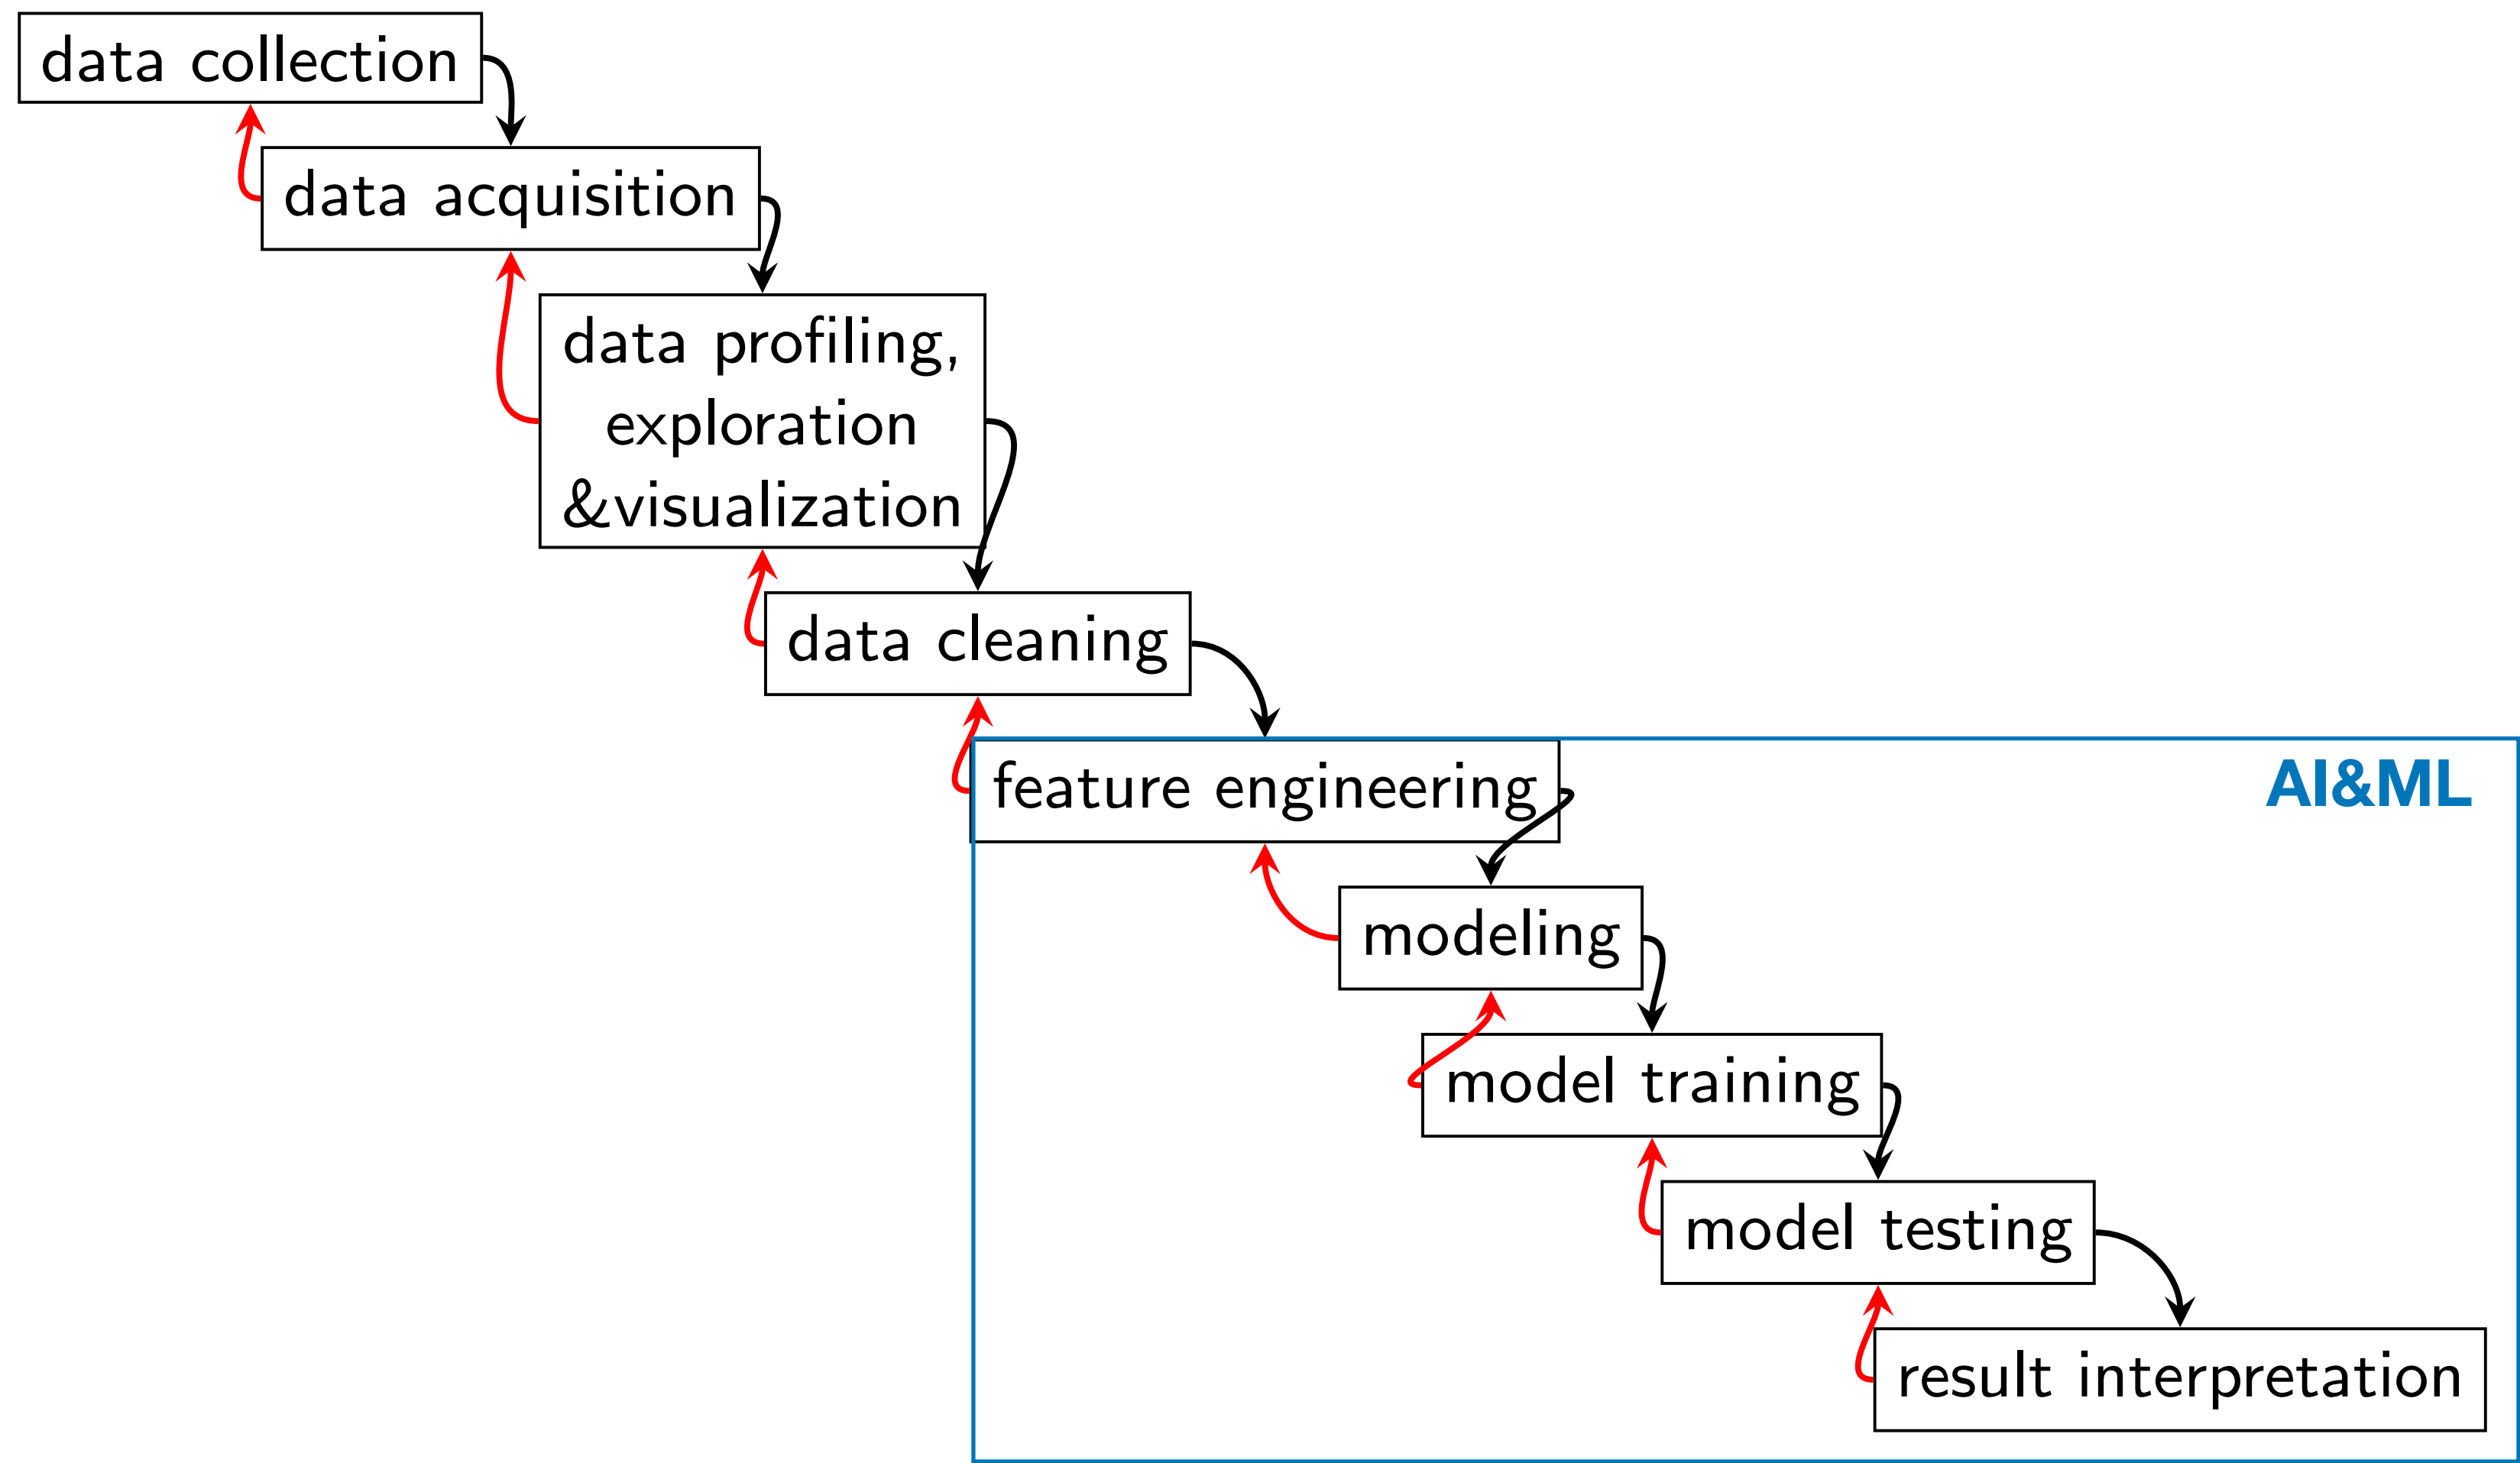 data collection
data acquisition
data profiling,
exploration
&visualization
data cleaning
feature engineering
AI&ML
modeling
model training
model testing
result interpretation